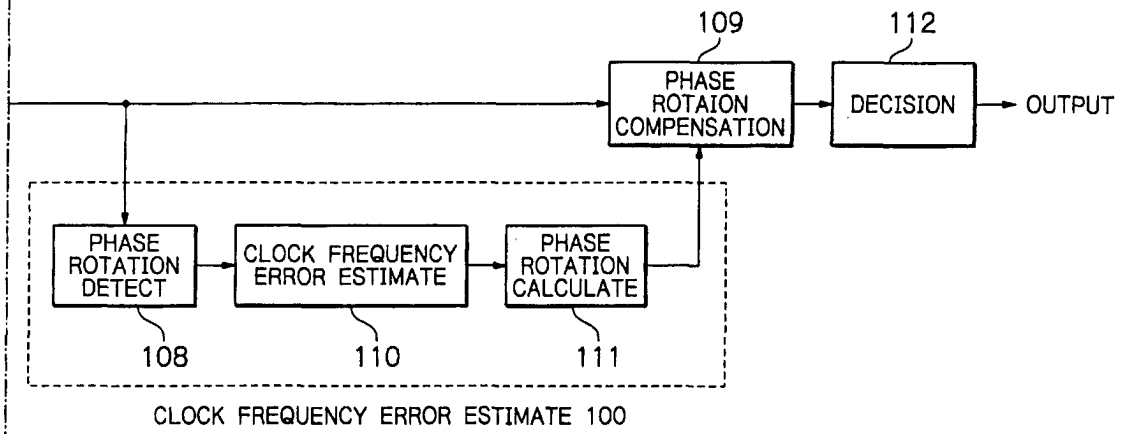 109
112
PHASE
ROTAION
COMPENSATION
DECISION
OUTPUT
PHASE
ROTATION
DETECT
CLOCK FREQUENCY
ERROR ESTIMATE
PHASE
ROTATION
CALCULATE
108
110
111
CLOCK FREQUENCY ERROR ESTIMATE 100